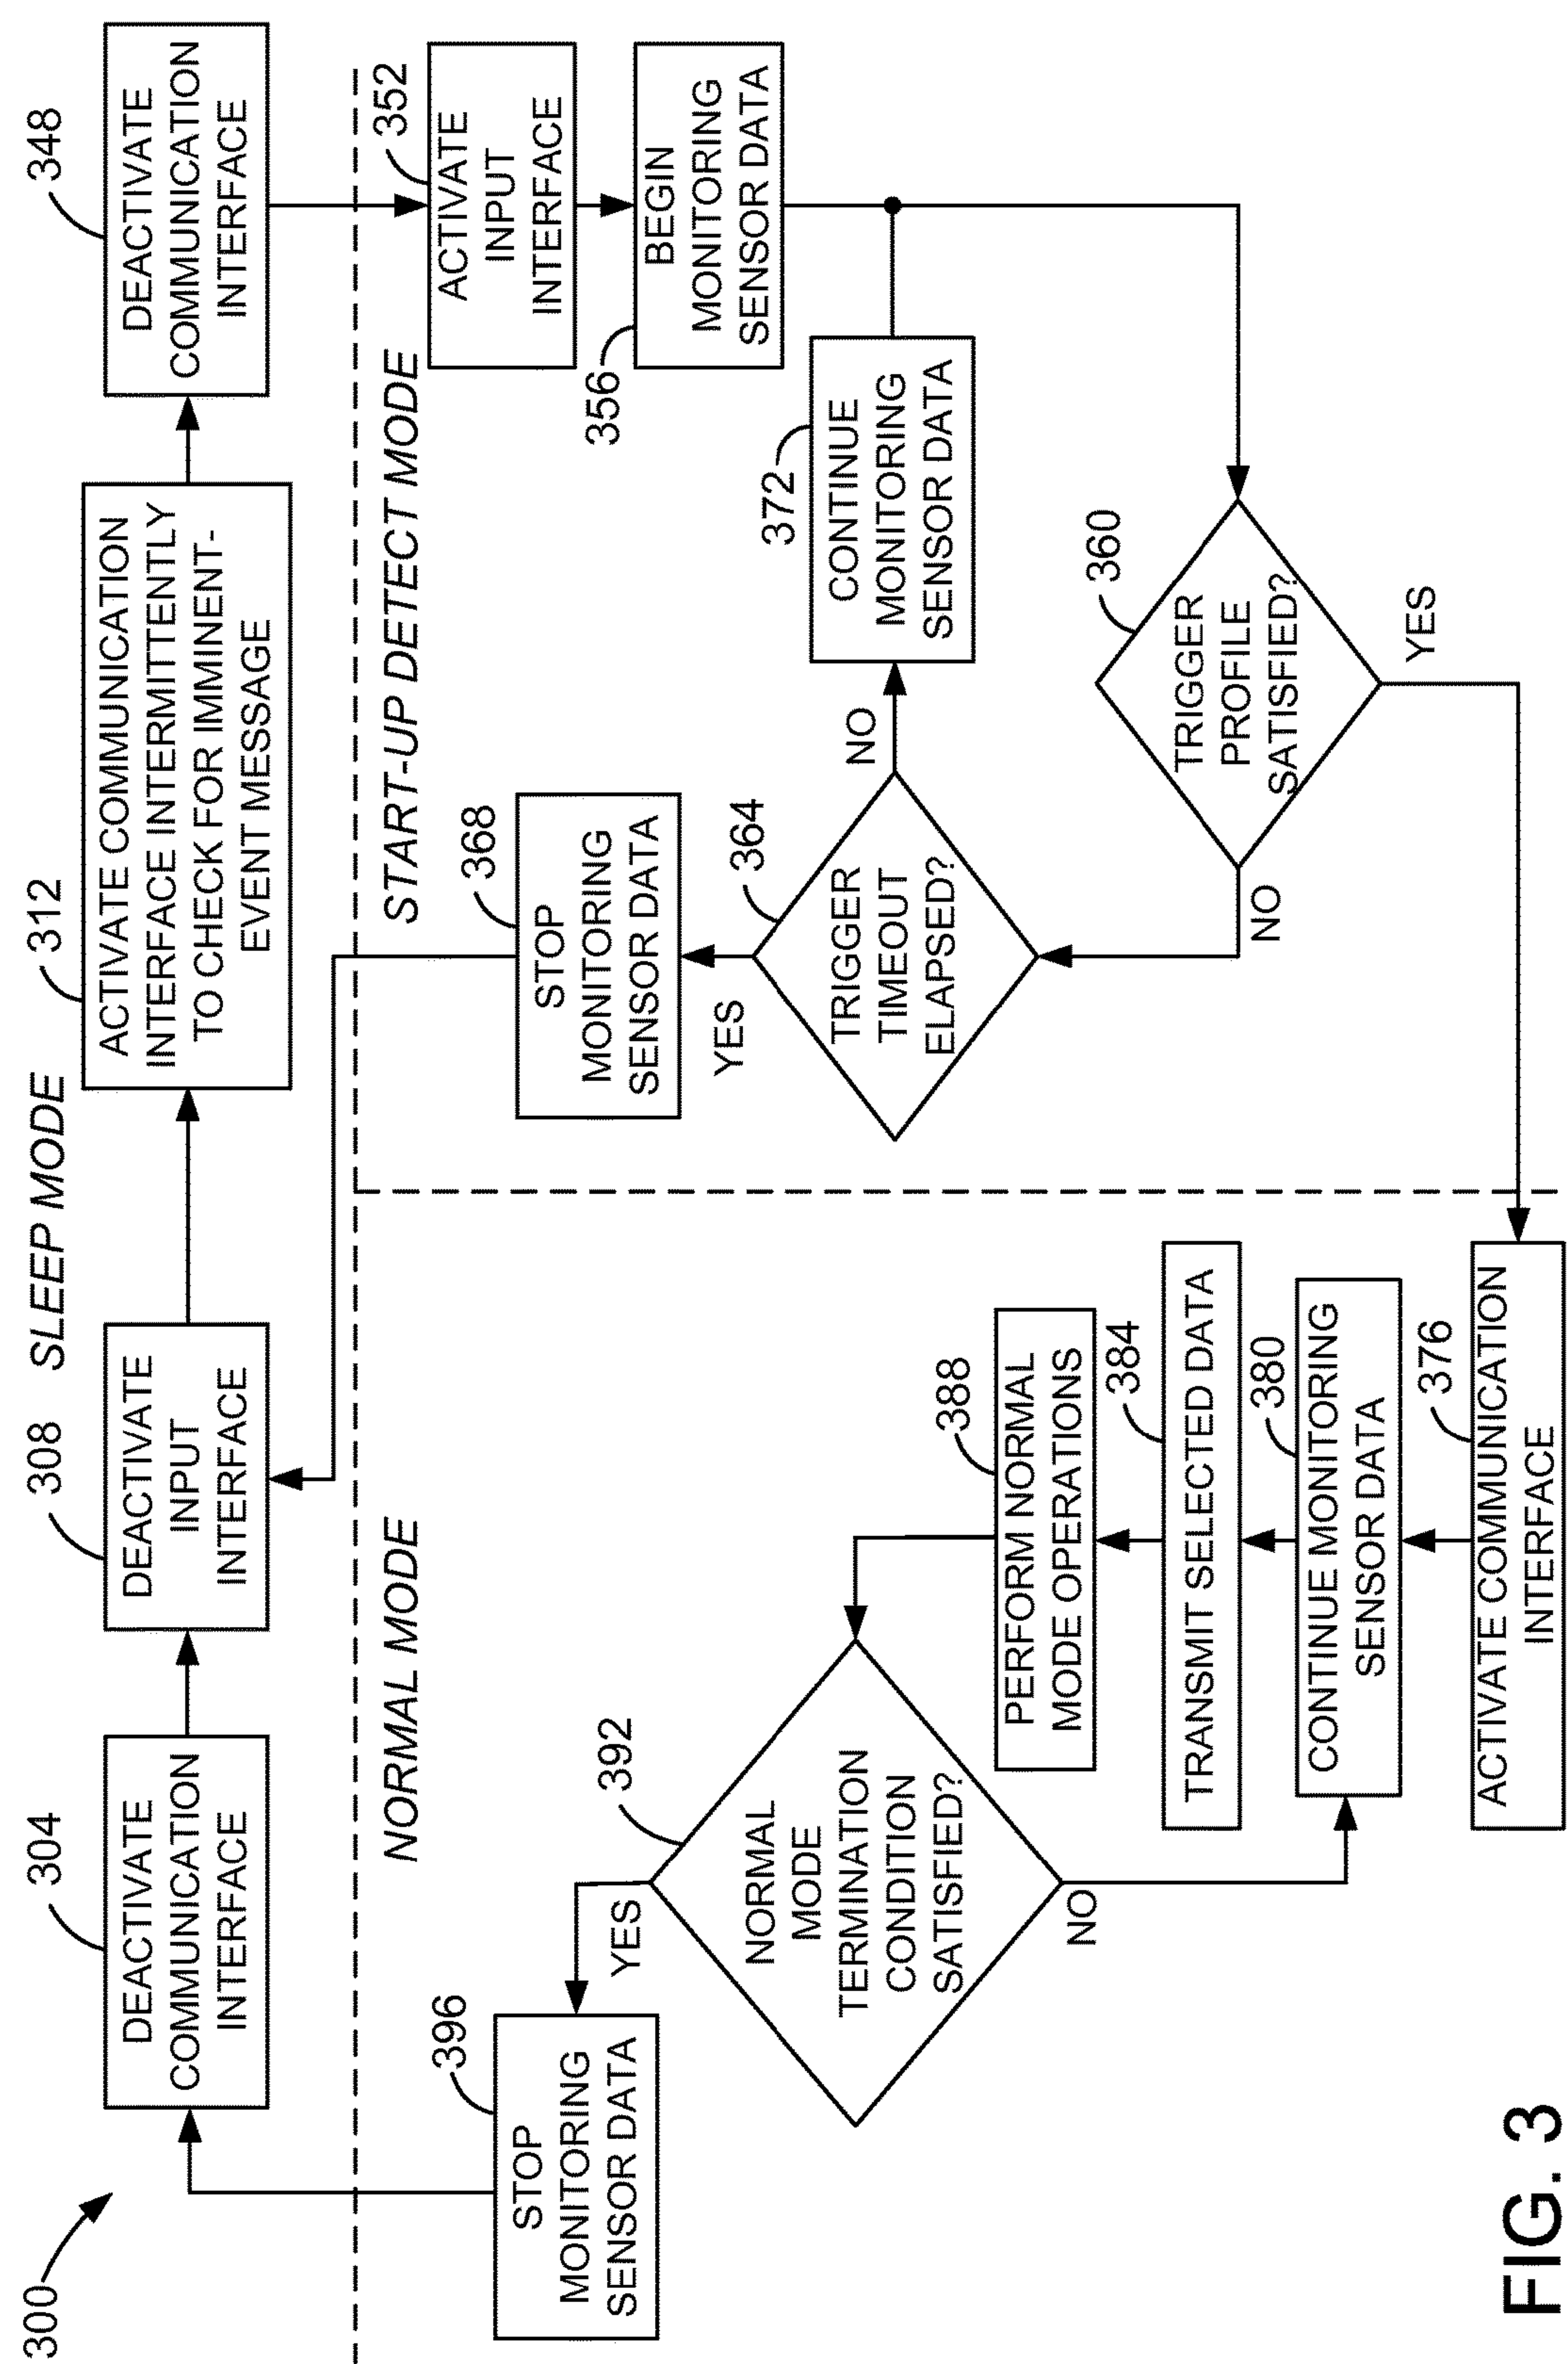 300
SLEEP MODE
304
DEACTIVATE
COMMUNICATION
INTERFACE
308
DEACTIVATE
INPUT
INTERFACE
312
ACTIVATE COMMUNICATION
INTERFACE INTERMITTENTLY
TO CHECK FOR IMMINENT-
EVENT MESSAGE
348
DEACTIVATE
COMMUNICATION
INTERFACE
START-UP DETECT MODE
352
ACTIVATE
INPUT
INTERFACE
356
BEGIN
MONITORING
SENSOR DATA
360
TRIGGER
PROFILE
SATISFIED?
YES
NO
364
TRIGGER
TIMEOUT
ELAPSED?
YES
NO
368
STOP
MONITORING
SENSOR DATA
372
CONTINUE
MONITORING
SENSOR DATA
NORMAL MODE
376
ACTIVATE COMMUNICATION
INTERFACE
380
CONTINUE MONITORING
SENSOR DATA
384
TRANSMIT SELECTED DATA
388
PERFORM NORMAL
MODE OPERATIONS
392
NORMAL
MODE
TERMINATION
CONDITION
SATISFIED?
YES
NO
396
STOP
MONITORING
SENSOR DATA
FIG. 3